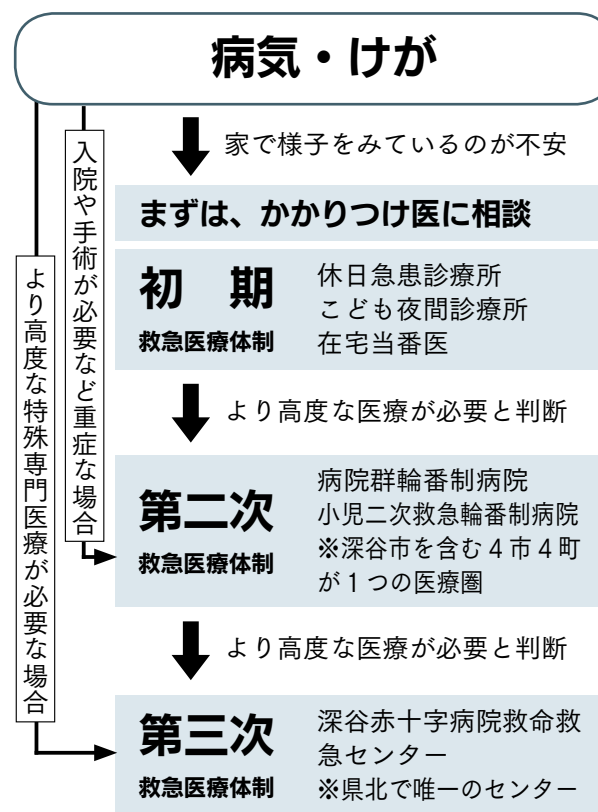 病気・けが
家で様子をみているのが不安
まずは、かかりつけ医に相談
初　期
救急医療体制
休日急患診療所
こども夜間診療所
在宅当番医
より高度な医療が必要と判断
第二次
救急医療体制
病院群輪番制病院
小児二次救急輪番制病院
※深谷市を含む４市４町
が１つの医療圏
より高度な医療が必要と判断
第三次
救急医療体制
深谷赤十字病院救命救
急センター
※県北で唯一のセンター
入院や手術が必要など重症な場合
より高度な特殊専門医療が必要な場合